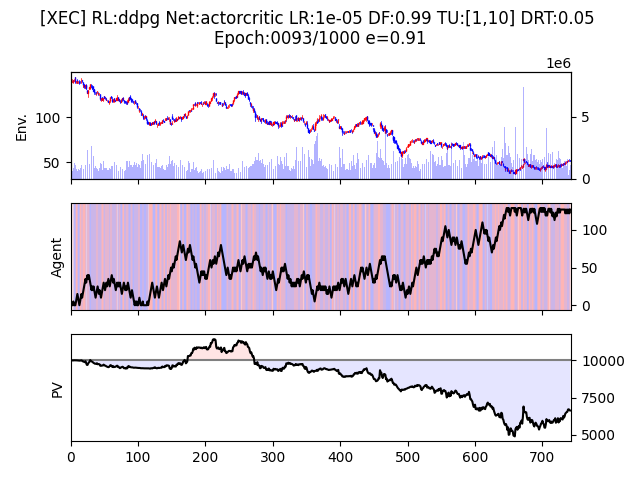 [XEC] RL:ddpg Net:actorcritic LR:1e-05 DF:0.99 TU:[1,10] DRT:0.05
Epoch:0093/1000 e=0.91
1e6
Env.
100
50
5
0
Agent
100
50
0
PV
10000
7500
5000
0 100 200 300 400 500 600 700